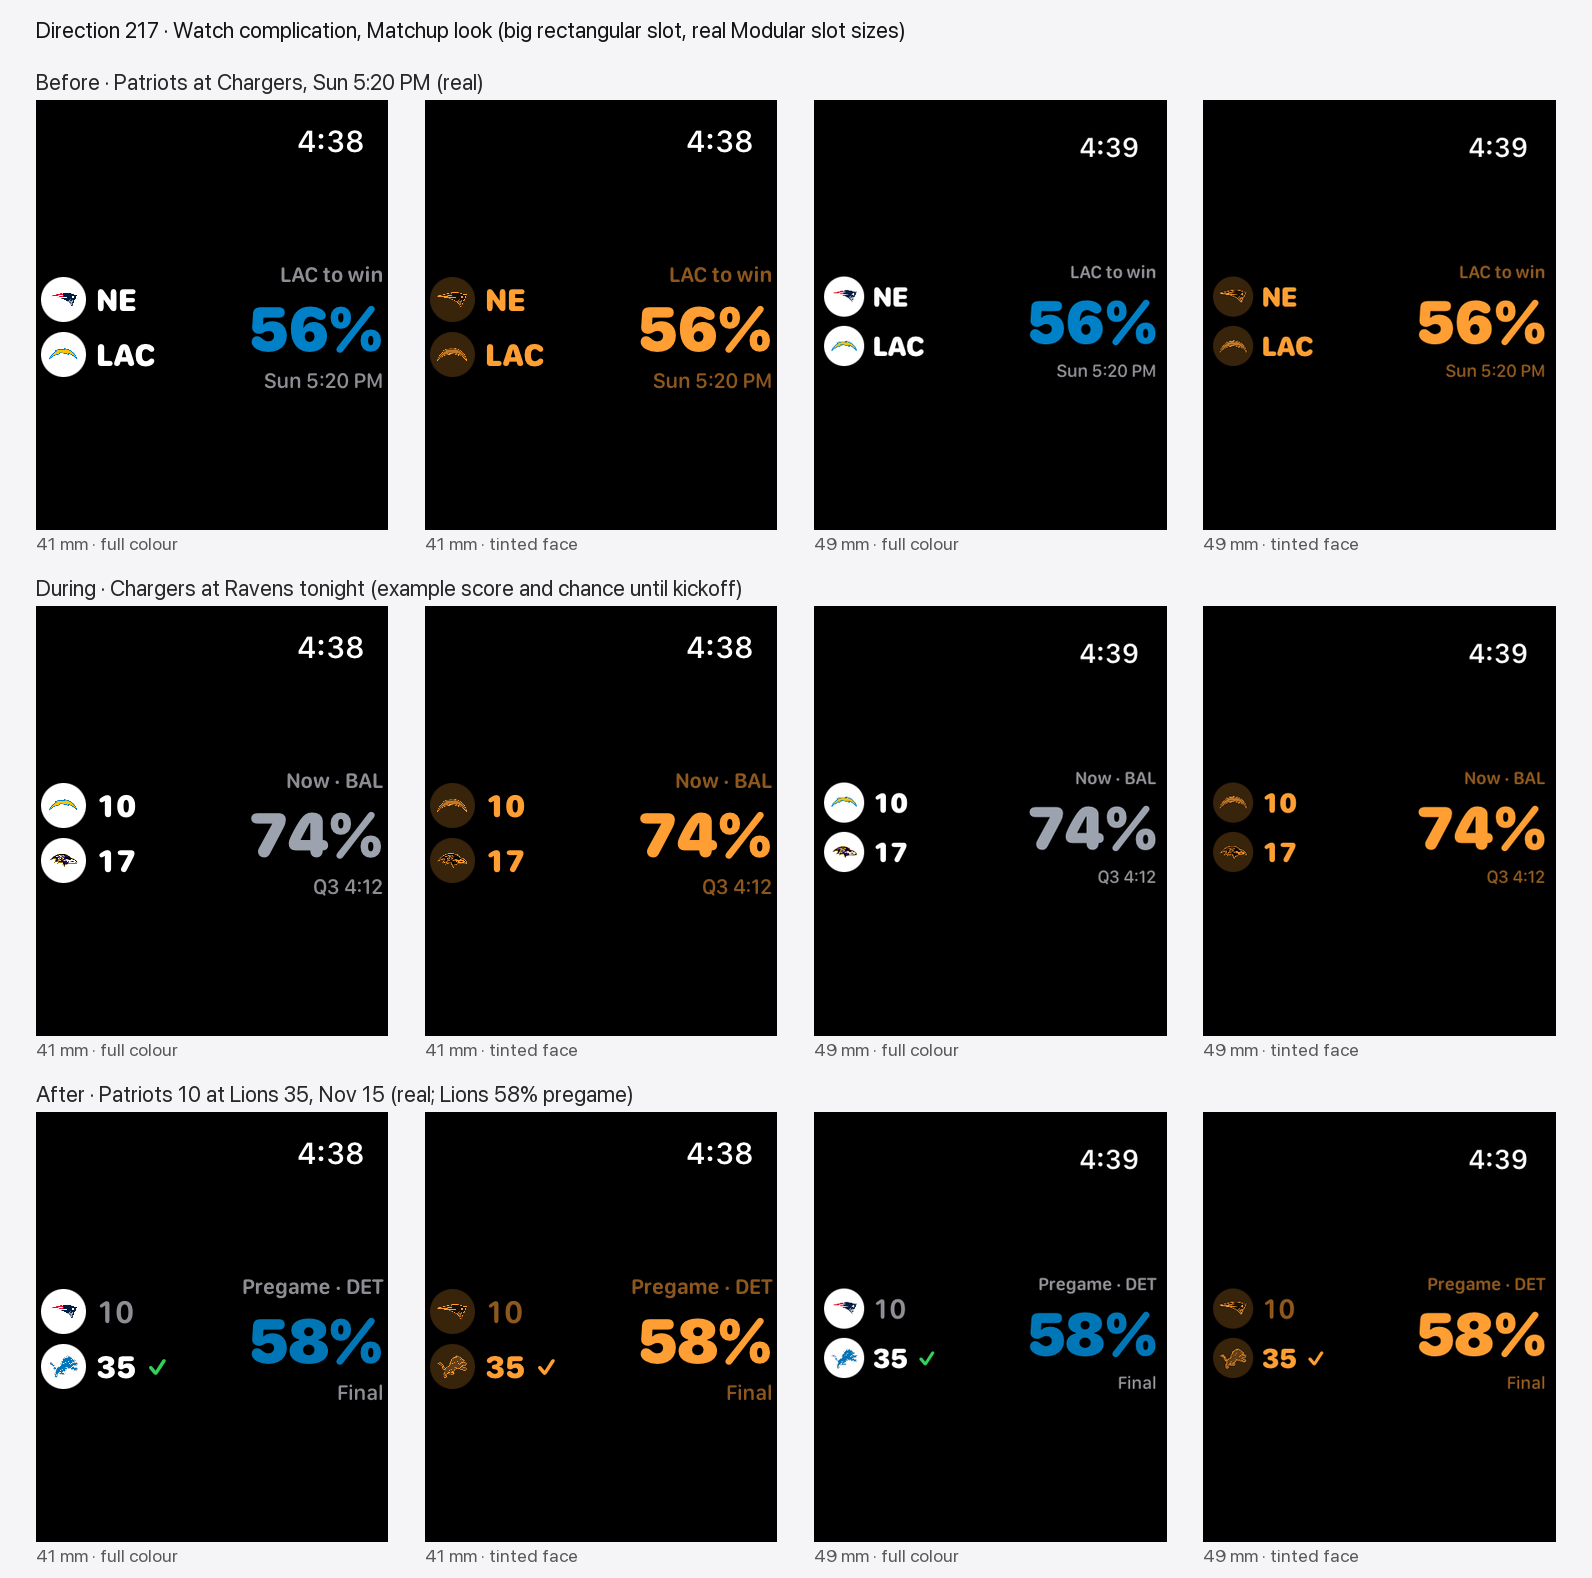 Direction 217 · Watch complication, Matchup look (big rectangular slot, real Modular slot sizes)
Before · Patriots at Chargers, Sun 5:20 PM (real)
4:38
LAC to win
NE
56%
LAC
Sun 5:20 PM
41 mm · full colour
4:38
LAC to win
NE
56%
LAC
Sun 5:20 PM
41 mm · tinted face
4:39
LAC to win
NE
56%
LAC
Sun 5:20 PM
49 mm · full colour
4:39
LAC to win
NE
56%
LAC
Sun 5:20 PM
49 mm · tinted face
During · Chargers at Ravens tonight (example score and chance until kickoff)
4:38
Now · BAL
10
74%
17
Q3 4:12
41 mm · full colour
4:38
Now · BAL
10
74%
17
Q3 4:12
41 mm · tinted face
4:39
Now · BAL
10
74%
17
Q3 4:12
49 mm · full colour
4:39
Now · BAL
10
74%
17
Q3 4:12
49 mm · tinted face
After · Patriots 10 at Lions 35, Nov 15 (real; Lions 58% pregame)
4:38
Pregame · DET
10
58%
35 ✓
Final
41 mm · full colour
4:38
Pregame · DET
10
58%
35 ✓
Final
41 mm · tinted face
4:39
Pregame · DET
10
58%
35 ✓
Final
49 mm · full colour
4:39
Pregame · DET
10
58%
35 ✓
Final
49 mm · tinted face